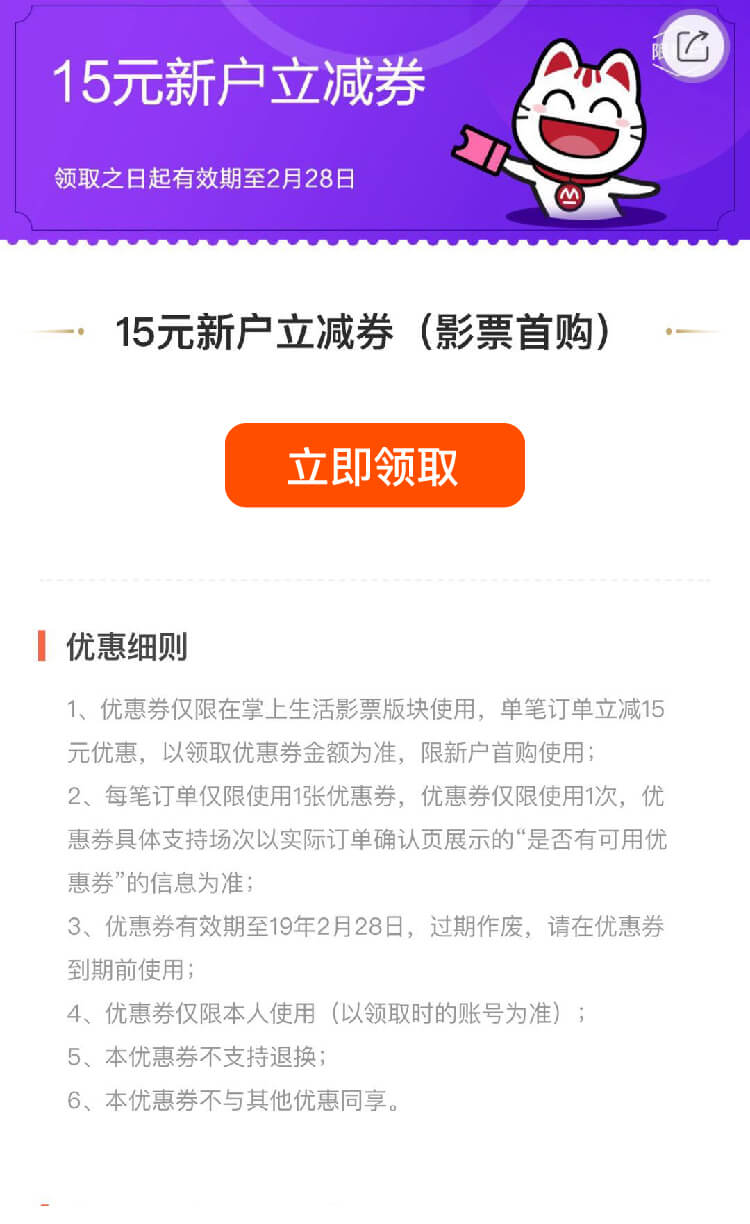 15元新户立减券
限
领取之日起有效期至2月28日
15元新户立减券（影票首购）
立即领取
优惠细则
1、优惠券仅限在掌上生活影票版块使用，单笔订单立减15
元优惠，以领取优惠券金额为准，限新户首购使用；
2、每笔订单仅限使用1张优惠券，优惠券仅限使用1次，优
惠券具体支持场次以实际订单确认页展示的“是否有可用优
惠券”的信息为准；
3、优惠券有效期至19年2月28日，过期作废，请在优惠券
到期前使用；
4、优惠券仅限本人使用（以领取时的账号为准）；
5、本优惠券不支持退换；
6、本优惠券不与其他优惠同享。